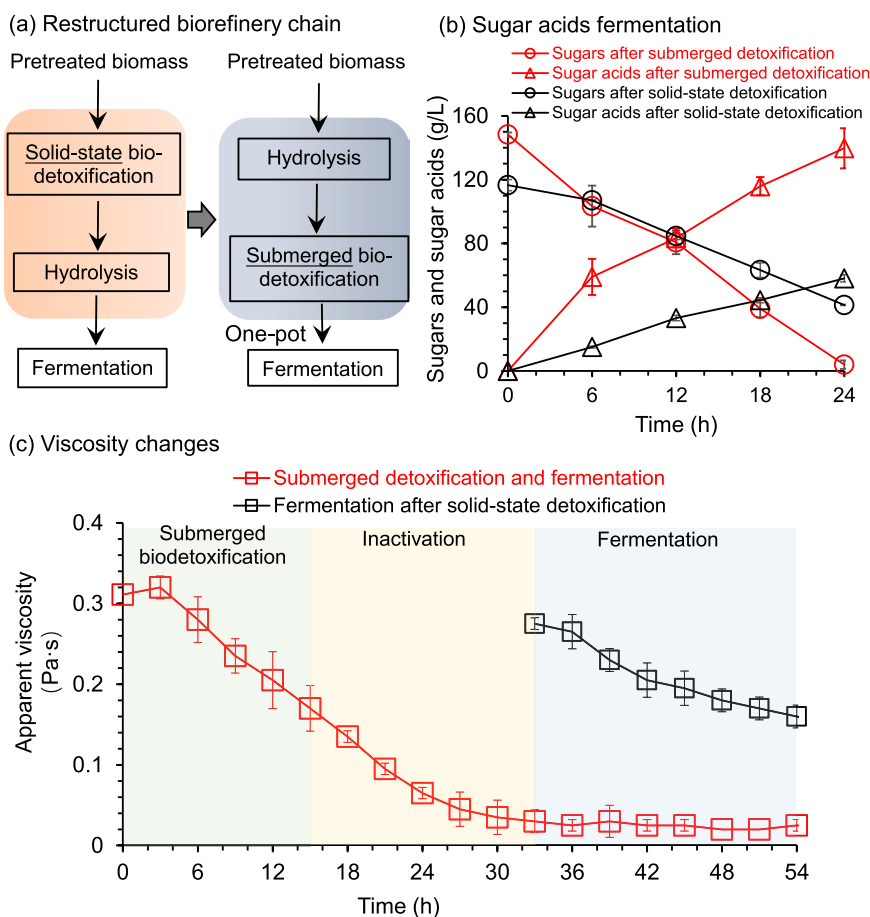 (a) Restructured biorefinery chain
Pretreated biomass
Solid-state bio-
detoxification
Hydrolysis
Fermentation
Pretreated biomass
Hydrolysis
Submerged bio-
detoxification
One-pot
Fermentation
(b) Sugar acids fermentation
Sugars after submerged detoxification
Sugar acids after submerged detoxification
Sugars after solid-state detoxification
Sugar acids after solid-state detoxification
Sugars and sugar acids (g/L)
160
120
80
40
0
0 6 12 18 24
Time (h)
(c) Viscosity changes
Submerged detoxification and fermentation
Fermentation after solid-state detoxification
Apparent viscosity
(Pa·s)
0.4
0.3
0.2
0.1
0
Submerged
biodetoxification
Inactivation
Fermentation
0 6 12 18 24 30 36 42 48 54
Time (h)